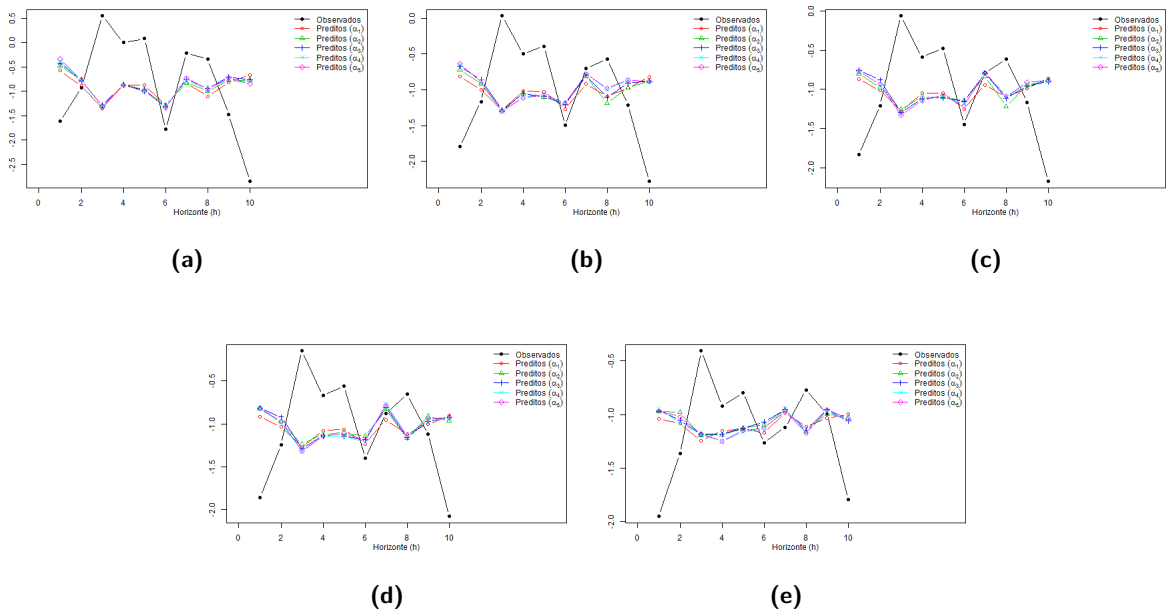 0.5
0.0
-0.5
-1.0
-1.5
-2.0
-2.5
Observados
Preditos (α₁)
Preditos (α₂)
Preditos (α₃)
Preditos (α₄)
Preditos (α₅)
0 2 4 6 8 10
Horizonte (h)
(a)
0.0
-0.5
-1.0
-1.5
-2.0
Observados
Preditos (α₁)
Preditos (α₂)
Preditos (α₃)
Preditos (α₄)
Preditos (α₅)
0 2 4 6 8 10
Horizonte (h)
(b)
0.0
-0.5
-1.0
-1.5
-2.0
Observados
Preditos (α₁)
Preditos (α₂)
Preditos (α₃)
Preditos (α₄)
Preditos (α₅)
0 2 4 6 8 10
Horizonte (h)
(c)
-0.5
-1.0
-1.5
-2.0
Observados
Preditos (α₁)
Preditos (α₂)
Preditos (α₃)
Preditos (α₄)
Preditos (α₅)
0 2 4 6 8 10
Horizonte (h)
(d)
-0.5
-1.0
-1.5
-2.0
Observados
Preditos (α₁)
Preditos (α₂)
Preditos (α₃)
Preditos (α₄)
Preditos (α₅)
0 2 4 6 8 10
Horizonte (h)
(e)